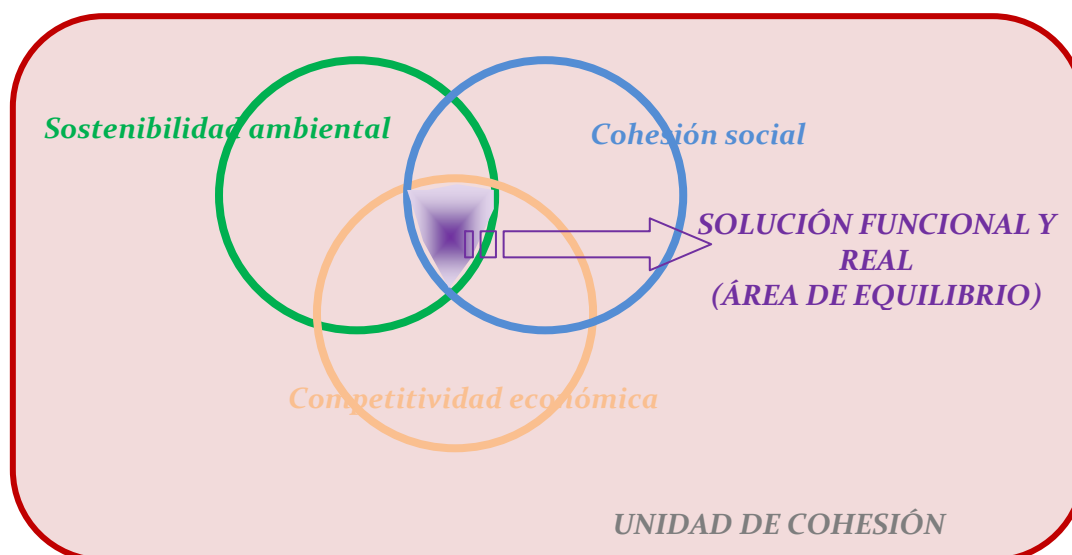 Sostenibilidad ambiental
Cohesión social
SOLUCIÓN FUNCIONAL Y
REAL
(ÁREA DE EQUILIBRIO)
Competitividad económica
UNIDAD DE COHESIÓN